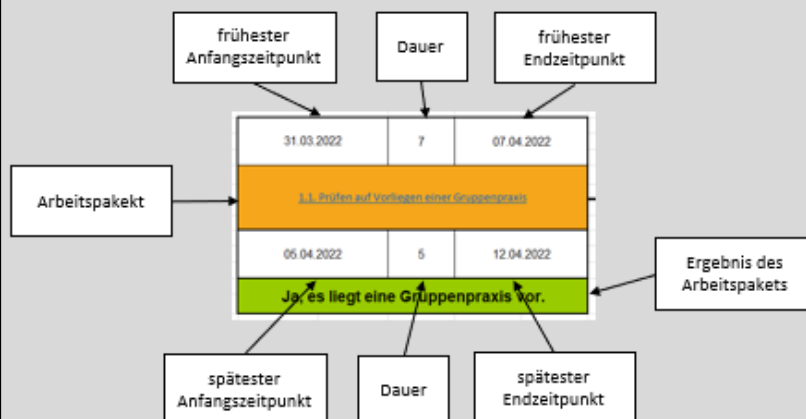 frühester
Anfangszeitpunkt
Dauer
frühester
Endzeitpunkt
31.03.2022
7
07.04.2022
Arbeitspakekt
1.1. Prüfen auf Vorliegen einer Gruppenpraxis
05.04.2022
5
12.04.2022
Ja, es liegt eine Gruppenpraxis vor.
Ergebnis des
Arbeitspakets
spätester
Anfangszeitpunkt
Dauer
spätester
Endzeitpunkt